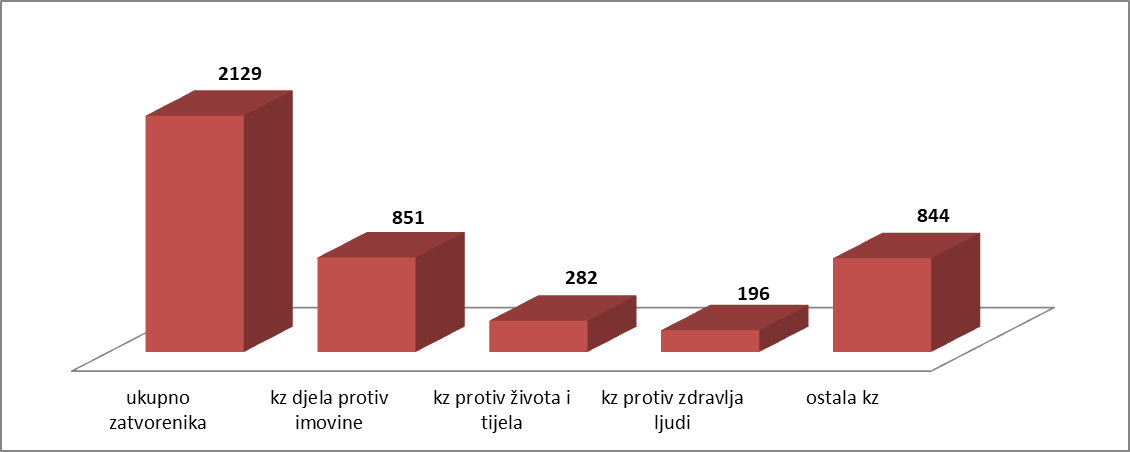 2129
851
282
196
844
ukupno
zatvorenika
kz djela protiv
imovine
kz protiv života i
tijela
kz protiv zdravlja
ljudi
ostala kz